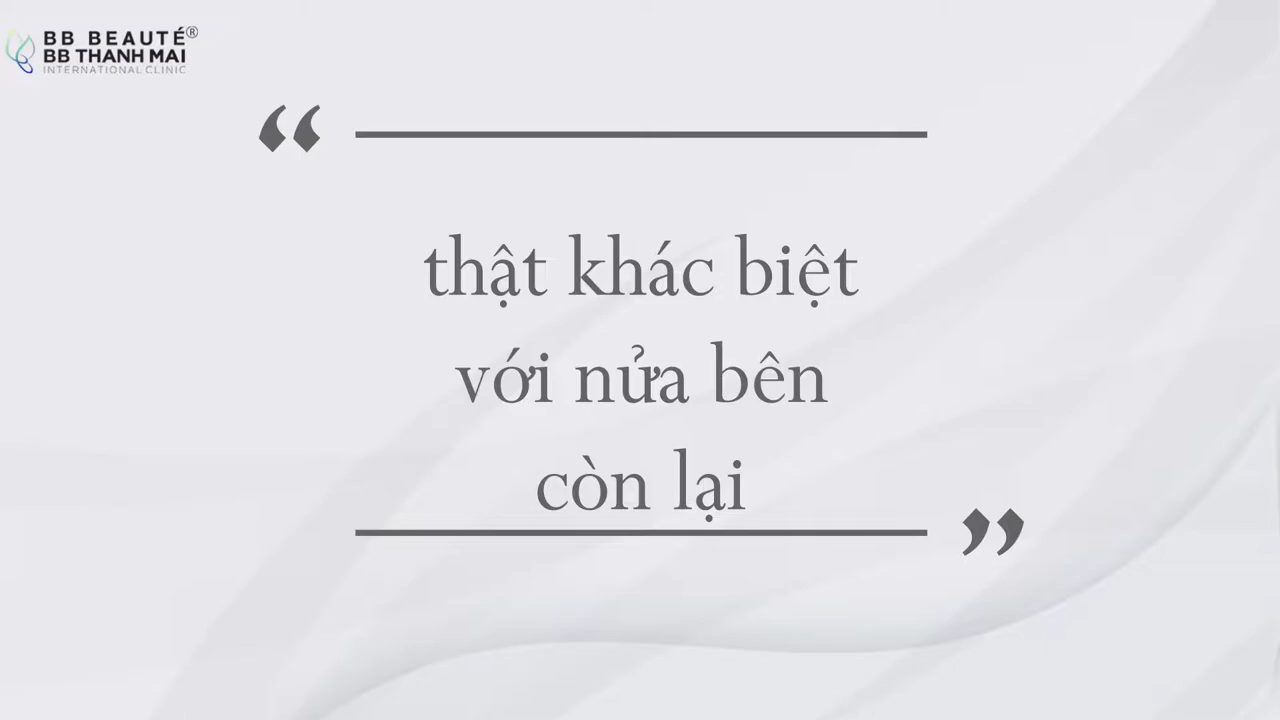 BB BEAUTÉ®
BB THANH MAI
INTERNATIONAL CLINIC
“
thật khác biệt
với nửa bên
còn lại
”